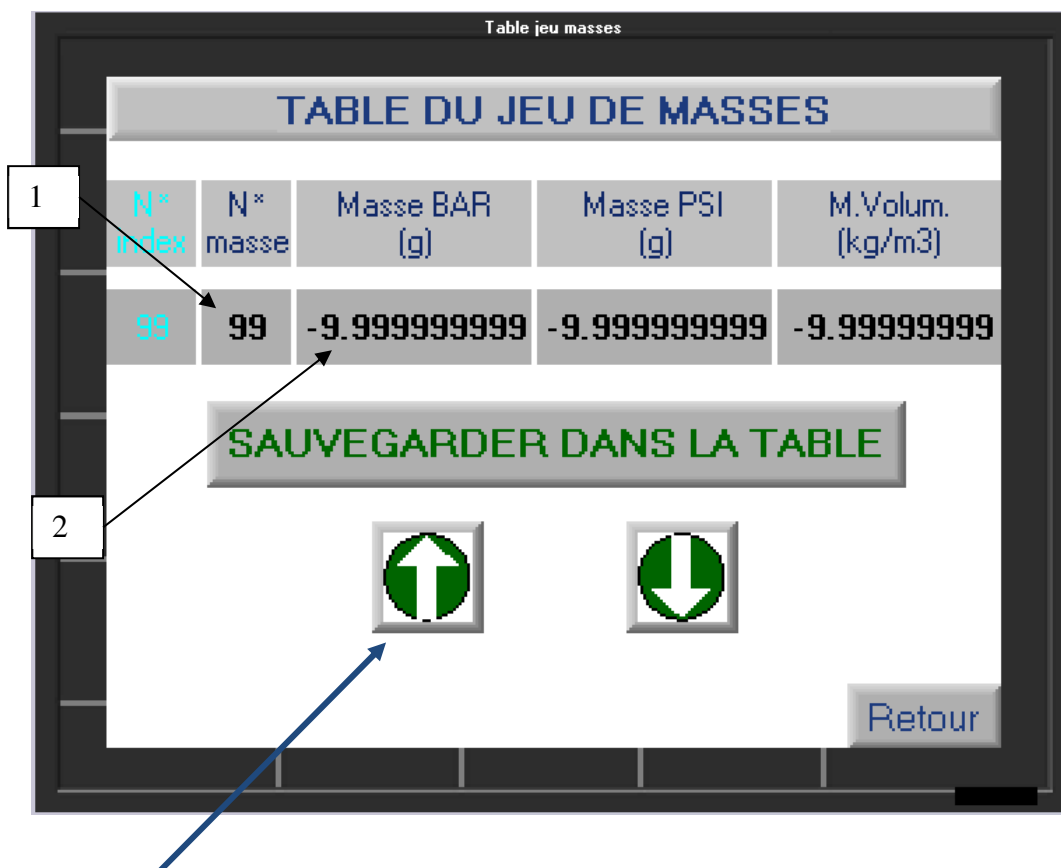 Table jeu masses
TABLE DU JEU DE MASSES
1
N* index
N* masse
Masse BAR (g)
Masse PSI (g)
M.Volum. (kg/m3)
99 99 -9.999999999 -9.999999999 -9.99999999
SAUVEGARDER DANS LA TABLE
2
Retour